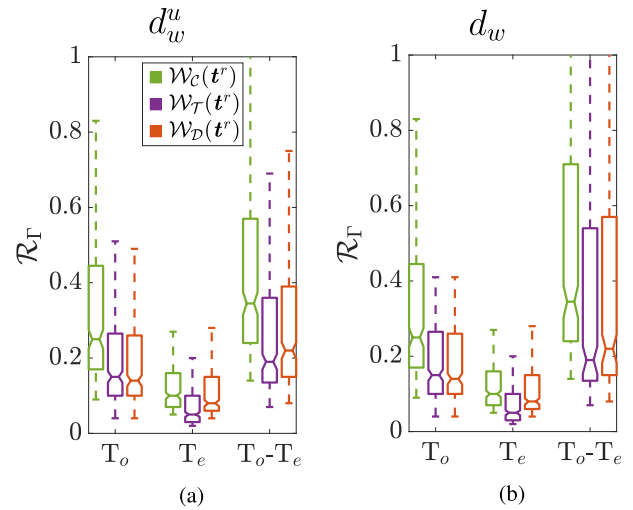 d_w^u
1
0.8
0.6
0.4
0.2
0
R_Γ
W_C(t^r)
W_T(t^r)
W_D(t^r)
T_o
T_e
T_o-T_e
(a)
d_w
1
0.8
0.6
0.4
0.2
0
R_Γ
T_o
T_e
T_o-T_e
(b)